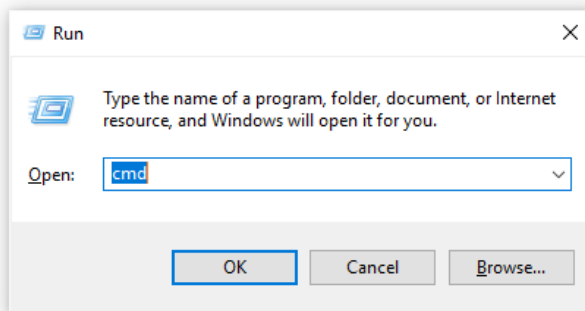 Run
Type the name of a program, folder, document, or Internet
resource, and Windows will open it for you.
Open: cmd
OK Cancel Browse...